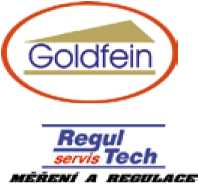 Goldfein
Regul
servis Tech
MĚŘENÍ A REGULACE